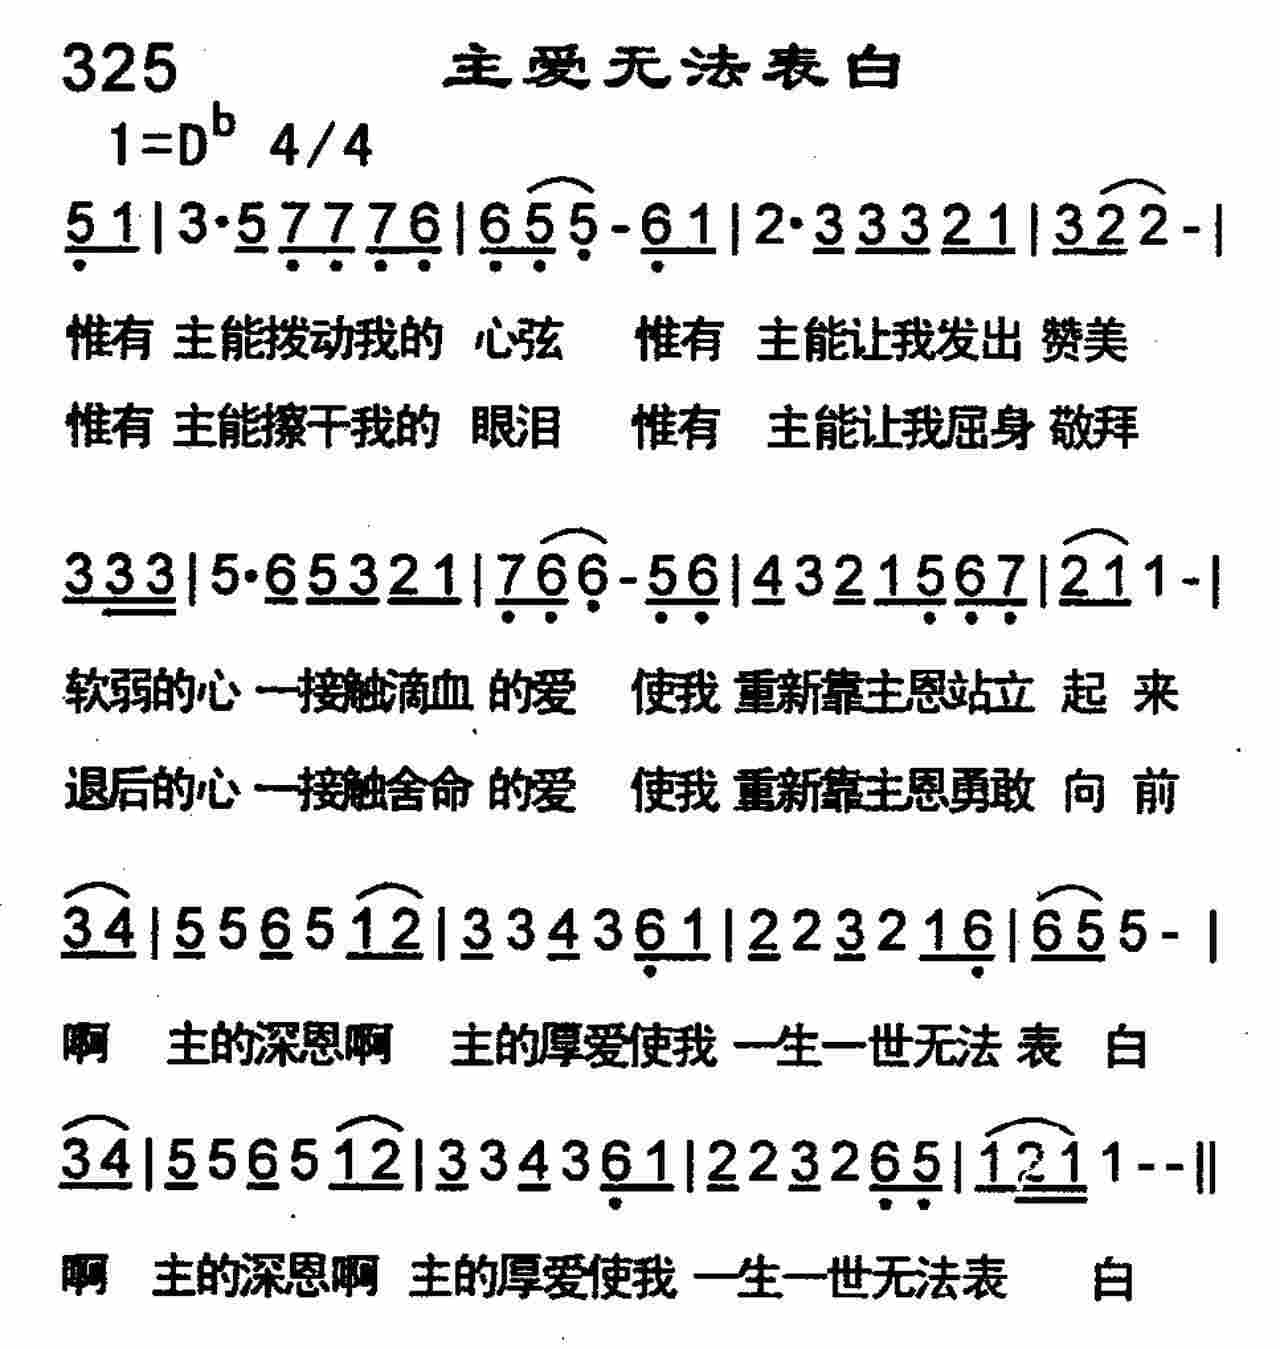 325 主爱无法表白
1=Dᵇ 4/4
5 1 | 3·5 7 7 7 6 | 6 5 5 - 6 1 | 2·3 3 3 2 1 | 3 2 2 - |
惟有 主能拨动我的 心弦 惟有 主能让我发出 赞美
惟有 主能擦干我的 眼泪 惟有 主能让我屈身 敬拜
3 3 3 | 5·6 5 3 2 1 | 7 6 6 - 5 6 | 4 3 2 1 5 6 7 | 2 1 1 - |
软弱的心 一接触滴血 的爱 使我 重新靠主恩站立 起 来
退后的心 一接触舍命 的爱 使我 重新靠主恩勇敢 向 前
3 4 | 5 5 6 5 1 2 | 3 3 4 3 6 1 | 2 2 3 2 1 6 | 6 5 5 - |
啊 主的深恩啊 主的厚爱使我 一生一世无法 表 白
3 4 | 5 5 6 5 1 2 | 3 3 4 3 6 1 | 2 2 3 2 6 5 | 1 2 1 1 - - ||
啊 主的深恩啊 主的厚爱使我 一生一世无法表 白